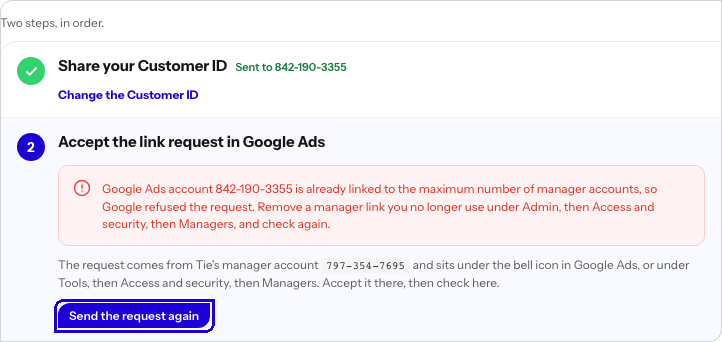 Two steps, in order.
Share your Customer ID Sent to 842-190-3355
Change the Customer ID
2 Accept the link request in Google Ads
Google Ads account 842-190-3355 is already linked to the maximum number of manager accounts, so
Google refused the request. Remove a manager link you no longer use under Admin, then Access and
security, then Managers, and check again.
The request comes from Tie's manager account 797-354-7695 and sits under the bell icon in Google Ads, or under
Tools, then Access and security, then Managers. Accept it there, then check here.
Send the request again